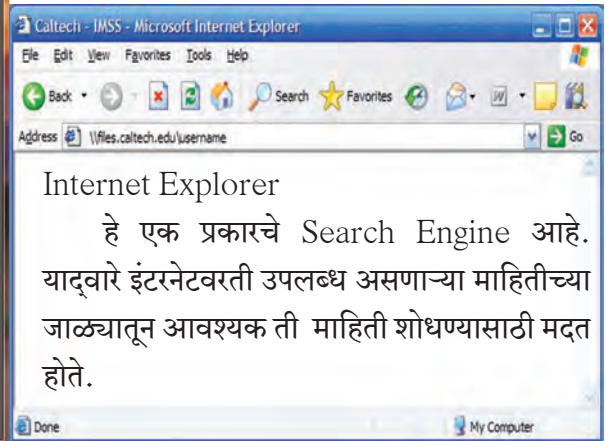 Caltech - IMSS - Microsoft Internet Explorer
File Edit View Favorites Tools Help
Back Search Favorites W
Address \\files.caltech.edu\username Go
Internet Explorer
हे एक प्रकारचे Search Engine आहे.
याद्‌वारे इंटरनेटवरती उपलब्ध असणाऱ्या माहितीच्या
जाळ्यातून आवश्यक ती माहिती शोधण्यासाठी मदत
होते.
Done My Computer